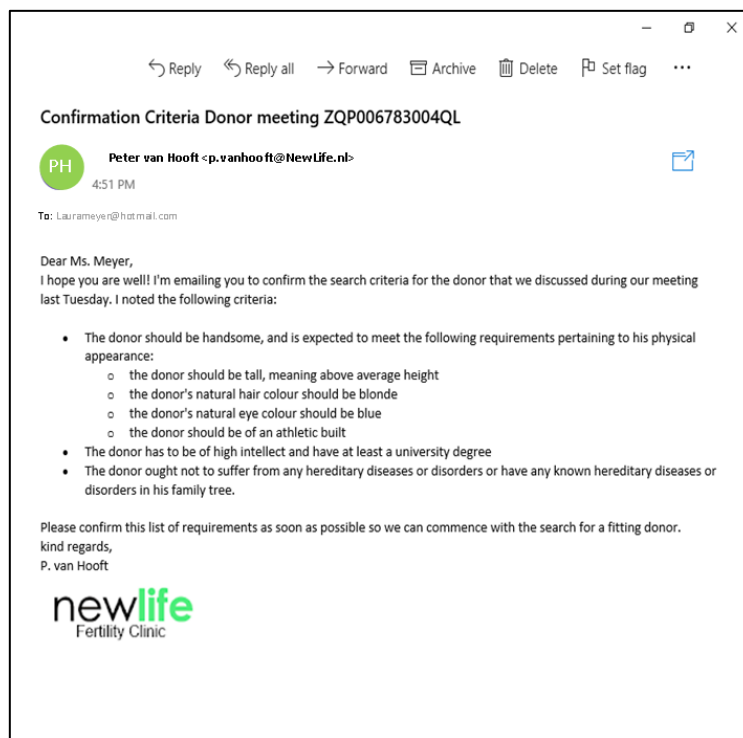 Reply Reply all Forward Archive Delete Set flag
Confirmation Criteria Donor meeting ZQP006783004QL
PH
Peter van Hooft <p.vanhooft@NewLife.nl>
4:51 PM
To: Laurameyer@hotmail.com
Dear Ms. Meyer,
I hope you are well! I'm emailing you to confirm the search criteria for the donor that we discussed during our meeting
last Tuesday. I noted the following criteria:
• The donor should be handsome, and is expected to meet the following requirements pertaining to his physical
appearance:
o the donor should be tall, meaning above average height
o the donor's natural hair colour should be blonde
o the donor's natural eye colour should be blue
o the donor should be of an athletic built
• The donor has to be of high intellect and have at least a university degree
• The donor ought not to suffer from any hereditary diseases or disorders or have any known hereditary diseases or
disorders in his family tree.
Please confirm this list of requirements as soon as possible so we can commence with the search for a fitting donor.
kind regards,
P. van Hooft
newlife
Fertility Clinic